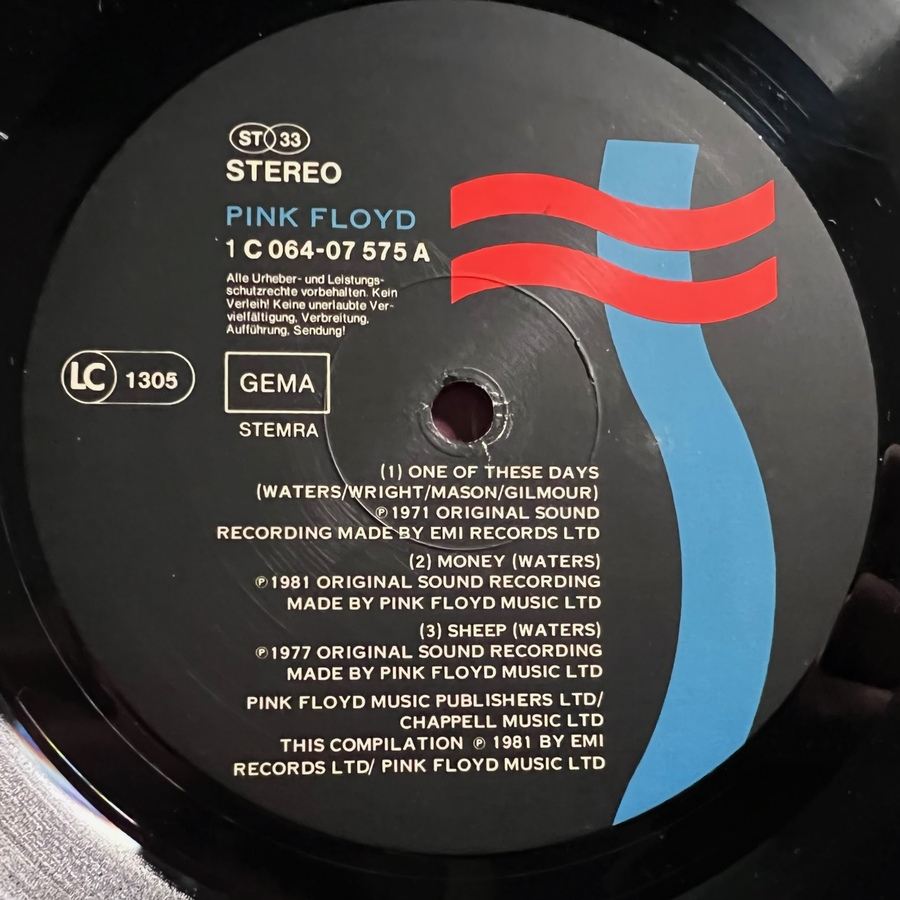 ST 33
STEREO
PINK FLOYD
1 C 064-07 575 A
Alle Urheber- und Leistungs-
schutzrechte vorbehalten. Kein
Verleih! Keine unerlaubte Ver-
vielfältigung, Verbreitung,
Aufführung, Sendung!
LC 1305
GEMA
STEMRA
(1) ONE OF THESE DAYS
(WATERS/WRIGHT/MASON/GILMOUR)
℗ 1971 ORIGINAL SOUND
RECORDING MADE BY EMI RECORDS LTD
(2) MONEY (WATERS)
℗ 1981 ORIGINAL SOUND RECORDING
MADE BY PINK FLOYD MUSIC LTD
(3) SHEEP (WATERS)
℗ 1977 ORIGINAL SOUND RECORDING
MADE BY PINK FLOYD MUSIC LTD
PINK FLOYD MUSIC PUBLISHERS LTD/
CHAPPELL MUSIC LTD
THIS COMPILATION ℗ 1981 BY EMI
RECORDS LTD/ PINK FLOYD MUSIC LTD